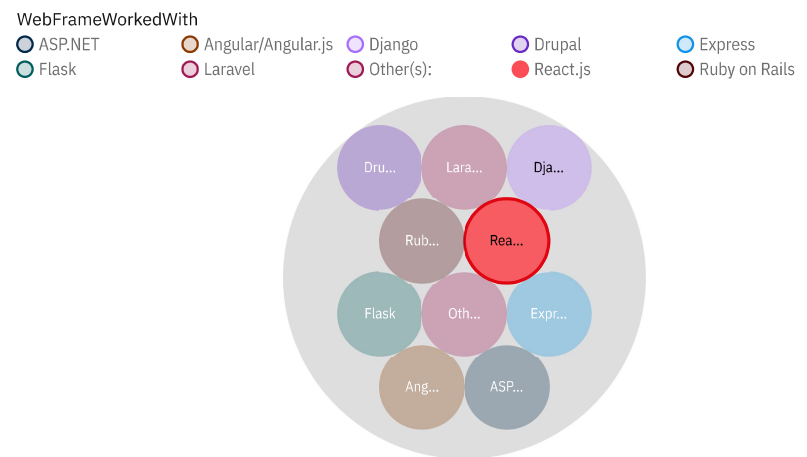 WebFrameWorkedWith
ASP.NET Angular/Angular.js Django Drupal Express
Flask Laravel Other(s): React.js Ruby on Rails
Dru... Lara... Dja...
Rub... Rea...
Flask Oth... Expr...
Ang... ASP...